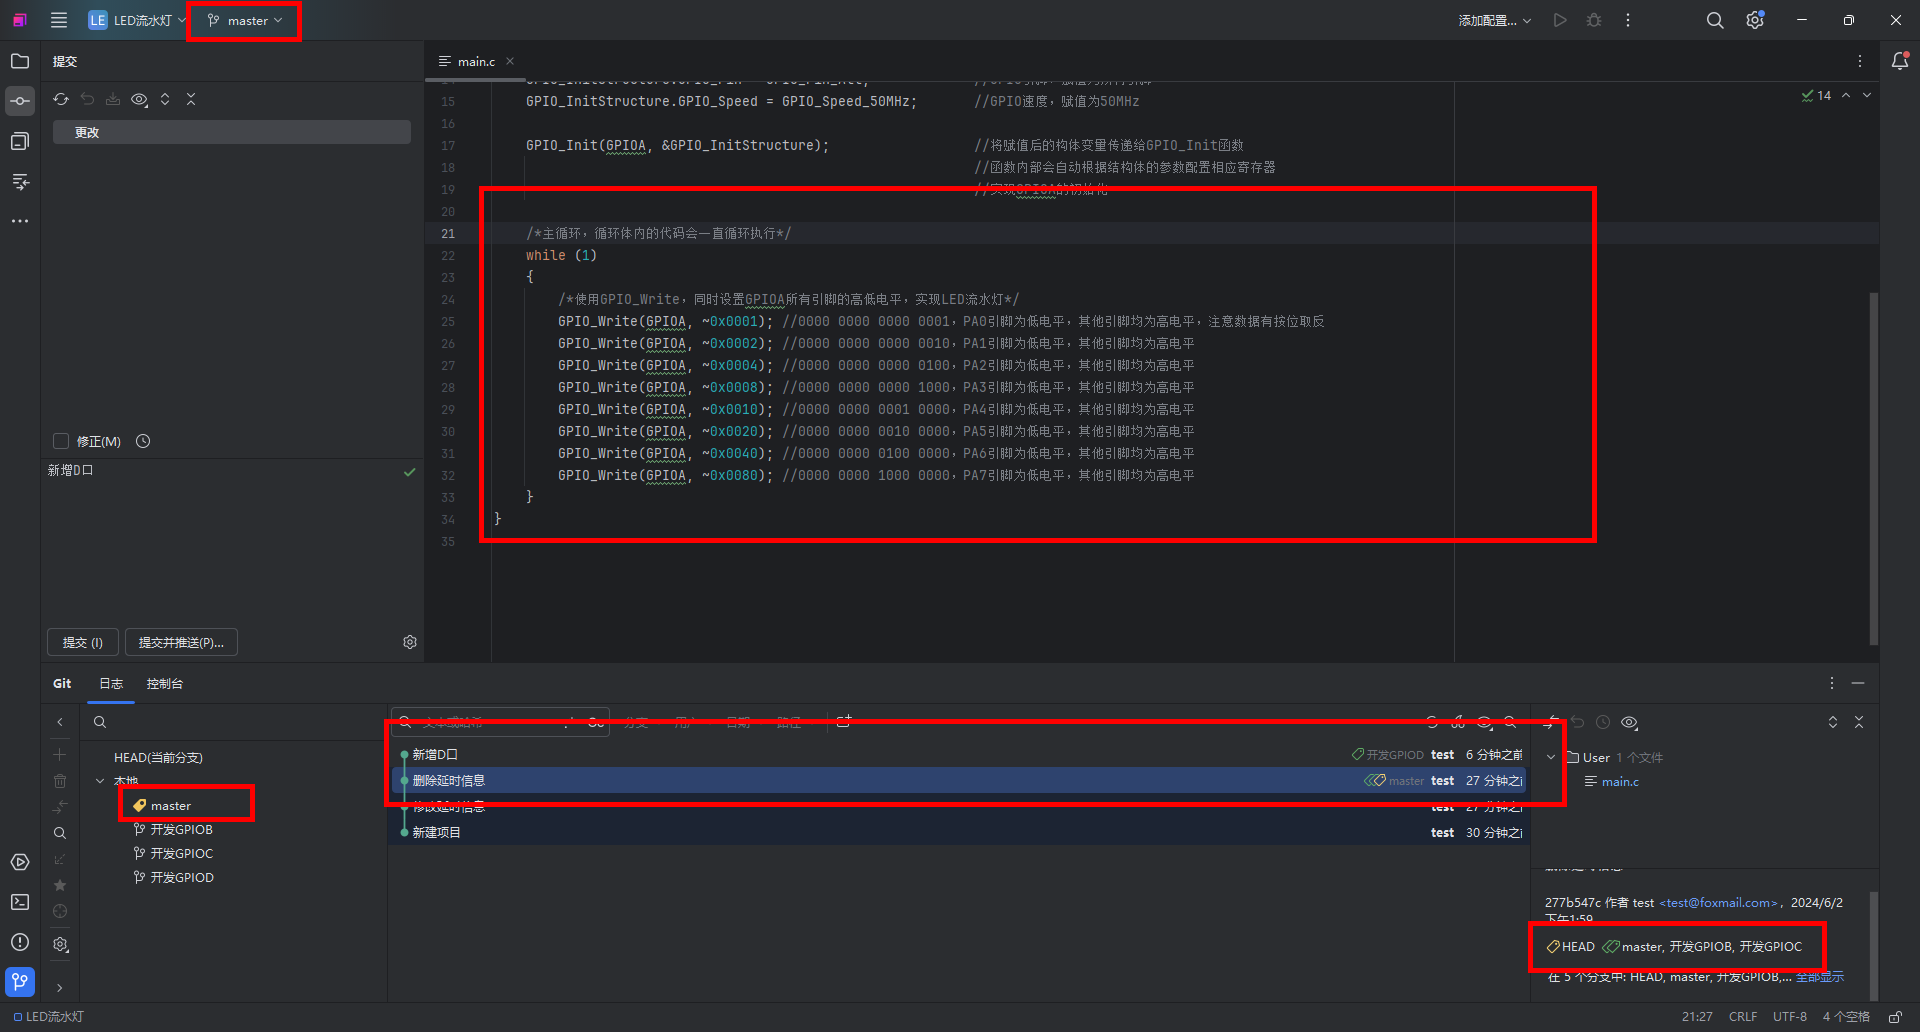 LE LED流水灯 master
添加配置...
提交
main.c
更改
15 GPIO_InitStructure.GPIO_Speed = GPIO_Speed_50MHz; //GPIO速度，赋值为50MHz
14
16
17 GPIO_Init(GPIOA, &GPIO_InitStructure); //将赋值后的构体变量传递给GPIO_Init函数
18 //函数内部会自动根据结构体的参数配置相应寄存器
19 //实现GPIOA的初始化
20
21 /*主循环，循环体内的代码会一直循环执行*/
22 while (1)
23 {
24 /*使用GPIO_Write，同时设置GPIOA所有引脚的高低电平，实现LED流水灯*/
25 GPIO_Write(GPIOA, ~0x0001); //0000 0000 0000 0001，PA0引脚为低电平，其他引脚均为高电平，注意数据有按位取反
26 GPIO_Write(GPIOA, ~0x0002); //0000 0000 0000 0010，PA1引脚为低电平，其他引脚均为高电平
27 GPIO_Write(GPIOA, ~0x0004); //0000 0000 0000 0100，PA2引脚为低电平，其他引脚均为高电平
28 GPIO_Write(GPIOA, ~0x0008); //0000 0000 0000 1000，PA3引脚为低电平，其他引脚均为高电平
29 GPIO_Write(GPIOA, ~0x0010); //0000 0000 0001 0000，PA4引脚为低电平，其他引脚均为高电平
30 GPIO_Write(GPIOA, ~0x0020); //0000 0000 0010 0000，PA5引脚为低电平，其他引脚均为高电平
31 GPIO_Write(GPIOA, ~0x0040); //0000 0000 0100 0000，PA6引脚为低电平，其他引脚均为高电平
32 GPIO_Write(GPIOA, ~0x0080); //0000 0000 1000 0000，PA7引脚为低电平，其他引脚均为高电平
33 }
34 }
35
修正(M)
新增D口
提交 (I) 提交并推送(P)...
Git 日志 控制台
HEAD(当前分支)
本地
master
开发GPIOB
开发GPIOC
开发GPIOD
新增D口 开发GPIOD test 6 分钟之前
删除延时信息 master test 27 分钟之前
修改延时信息 test 27 分钟之前
新建项目 test 30 分钟之前
User 1 个文件
main.c
277b547c 作者 test <test@foxmail.com>，2024/6/2
下午1:59
HEAD master, 开发GPIOB, 开发GPIOC
在 5 个分支中: HEAD, master, 开发GPIOB,... 全部显示
LED流水灯
21:27 CRLF UTF-8 4 个空格